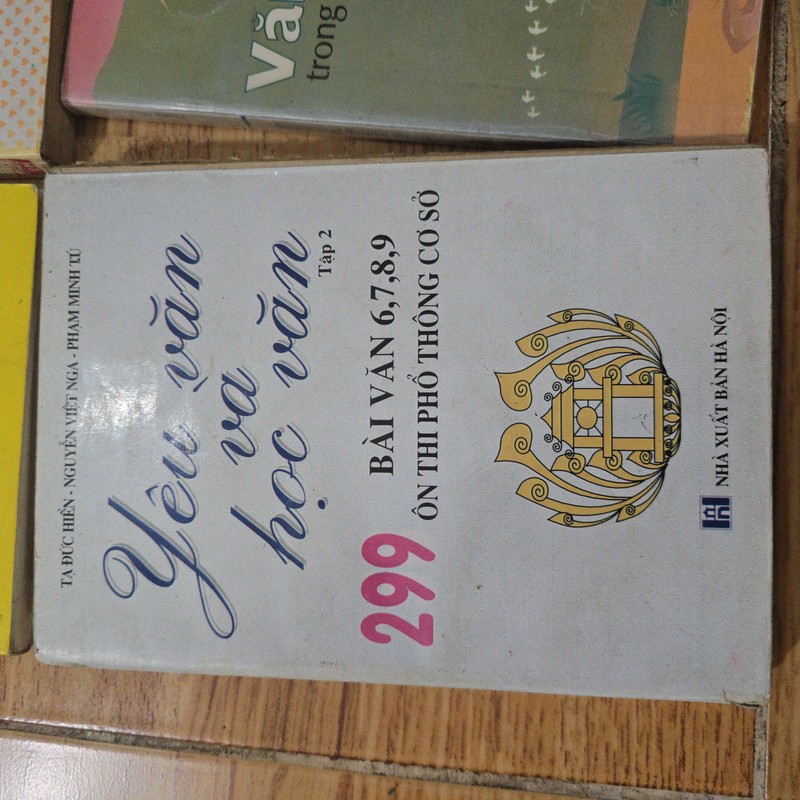 Văn
trong
TẠ ĐỨC HIỀN - NGUYỄN VIỆT NGA - PHẠM MINH TÚ
Yêu văn
và
học văn
Tập 2
299
BÀI VĂN 6,7,8,9
ÔN THI PHỔ THÔNG CƠ SỞ
NHÀ XUẤT BẢN HÀ NỘI